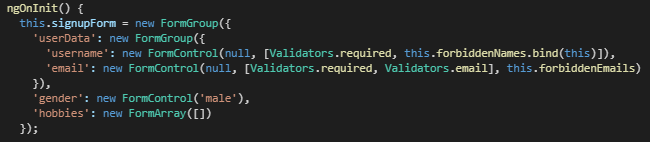 ngOnInit() {
  this.signupForm = new FormGroup({
    'userData': new FormGroup({
      'username': new FormControl(null, [Validators.required, this.forbiddenNames.bind(this)]),
      'email': new FormControl(null, [Validators.required, Validators.email], this.forbiddenEmails)
    }),
    'gender': new FormControl('male'),
    'hobbies': new FormArray([])
  });